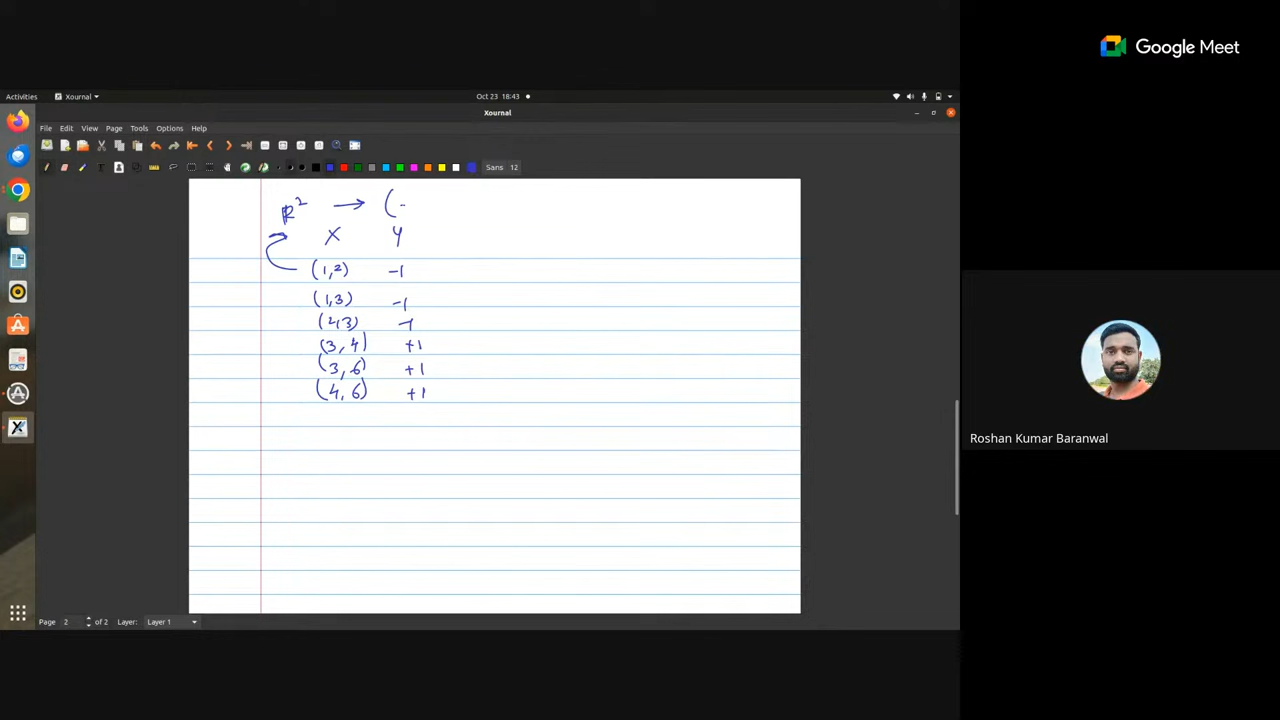 Google Meet
Activities Xournal Oct 23 18:43
Xournal
File Edit View Page Tools Options Help
Sans 12
ℝ² → (-
X Y
(1,2) -1
(1,3) -1
(2,3) -1
(3,4) +1
(3,6) +1
(4,6) +1
Roshan Kumar Baranwal
Page 2 of 2 Layer: Layer 1